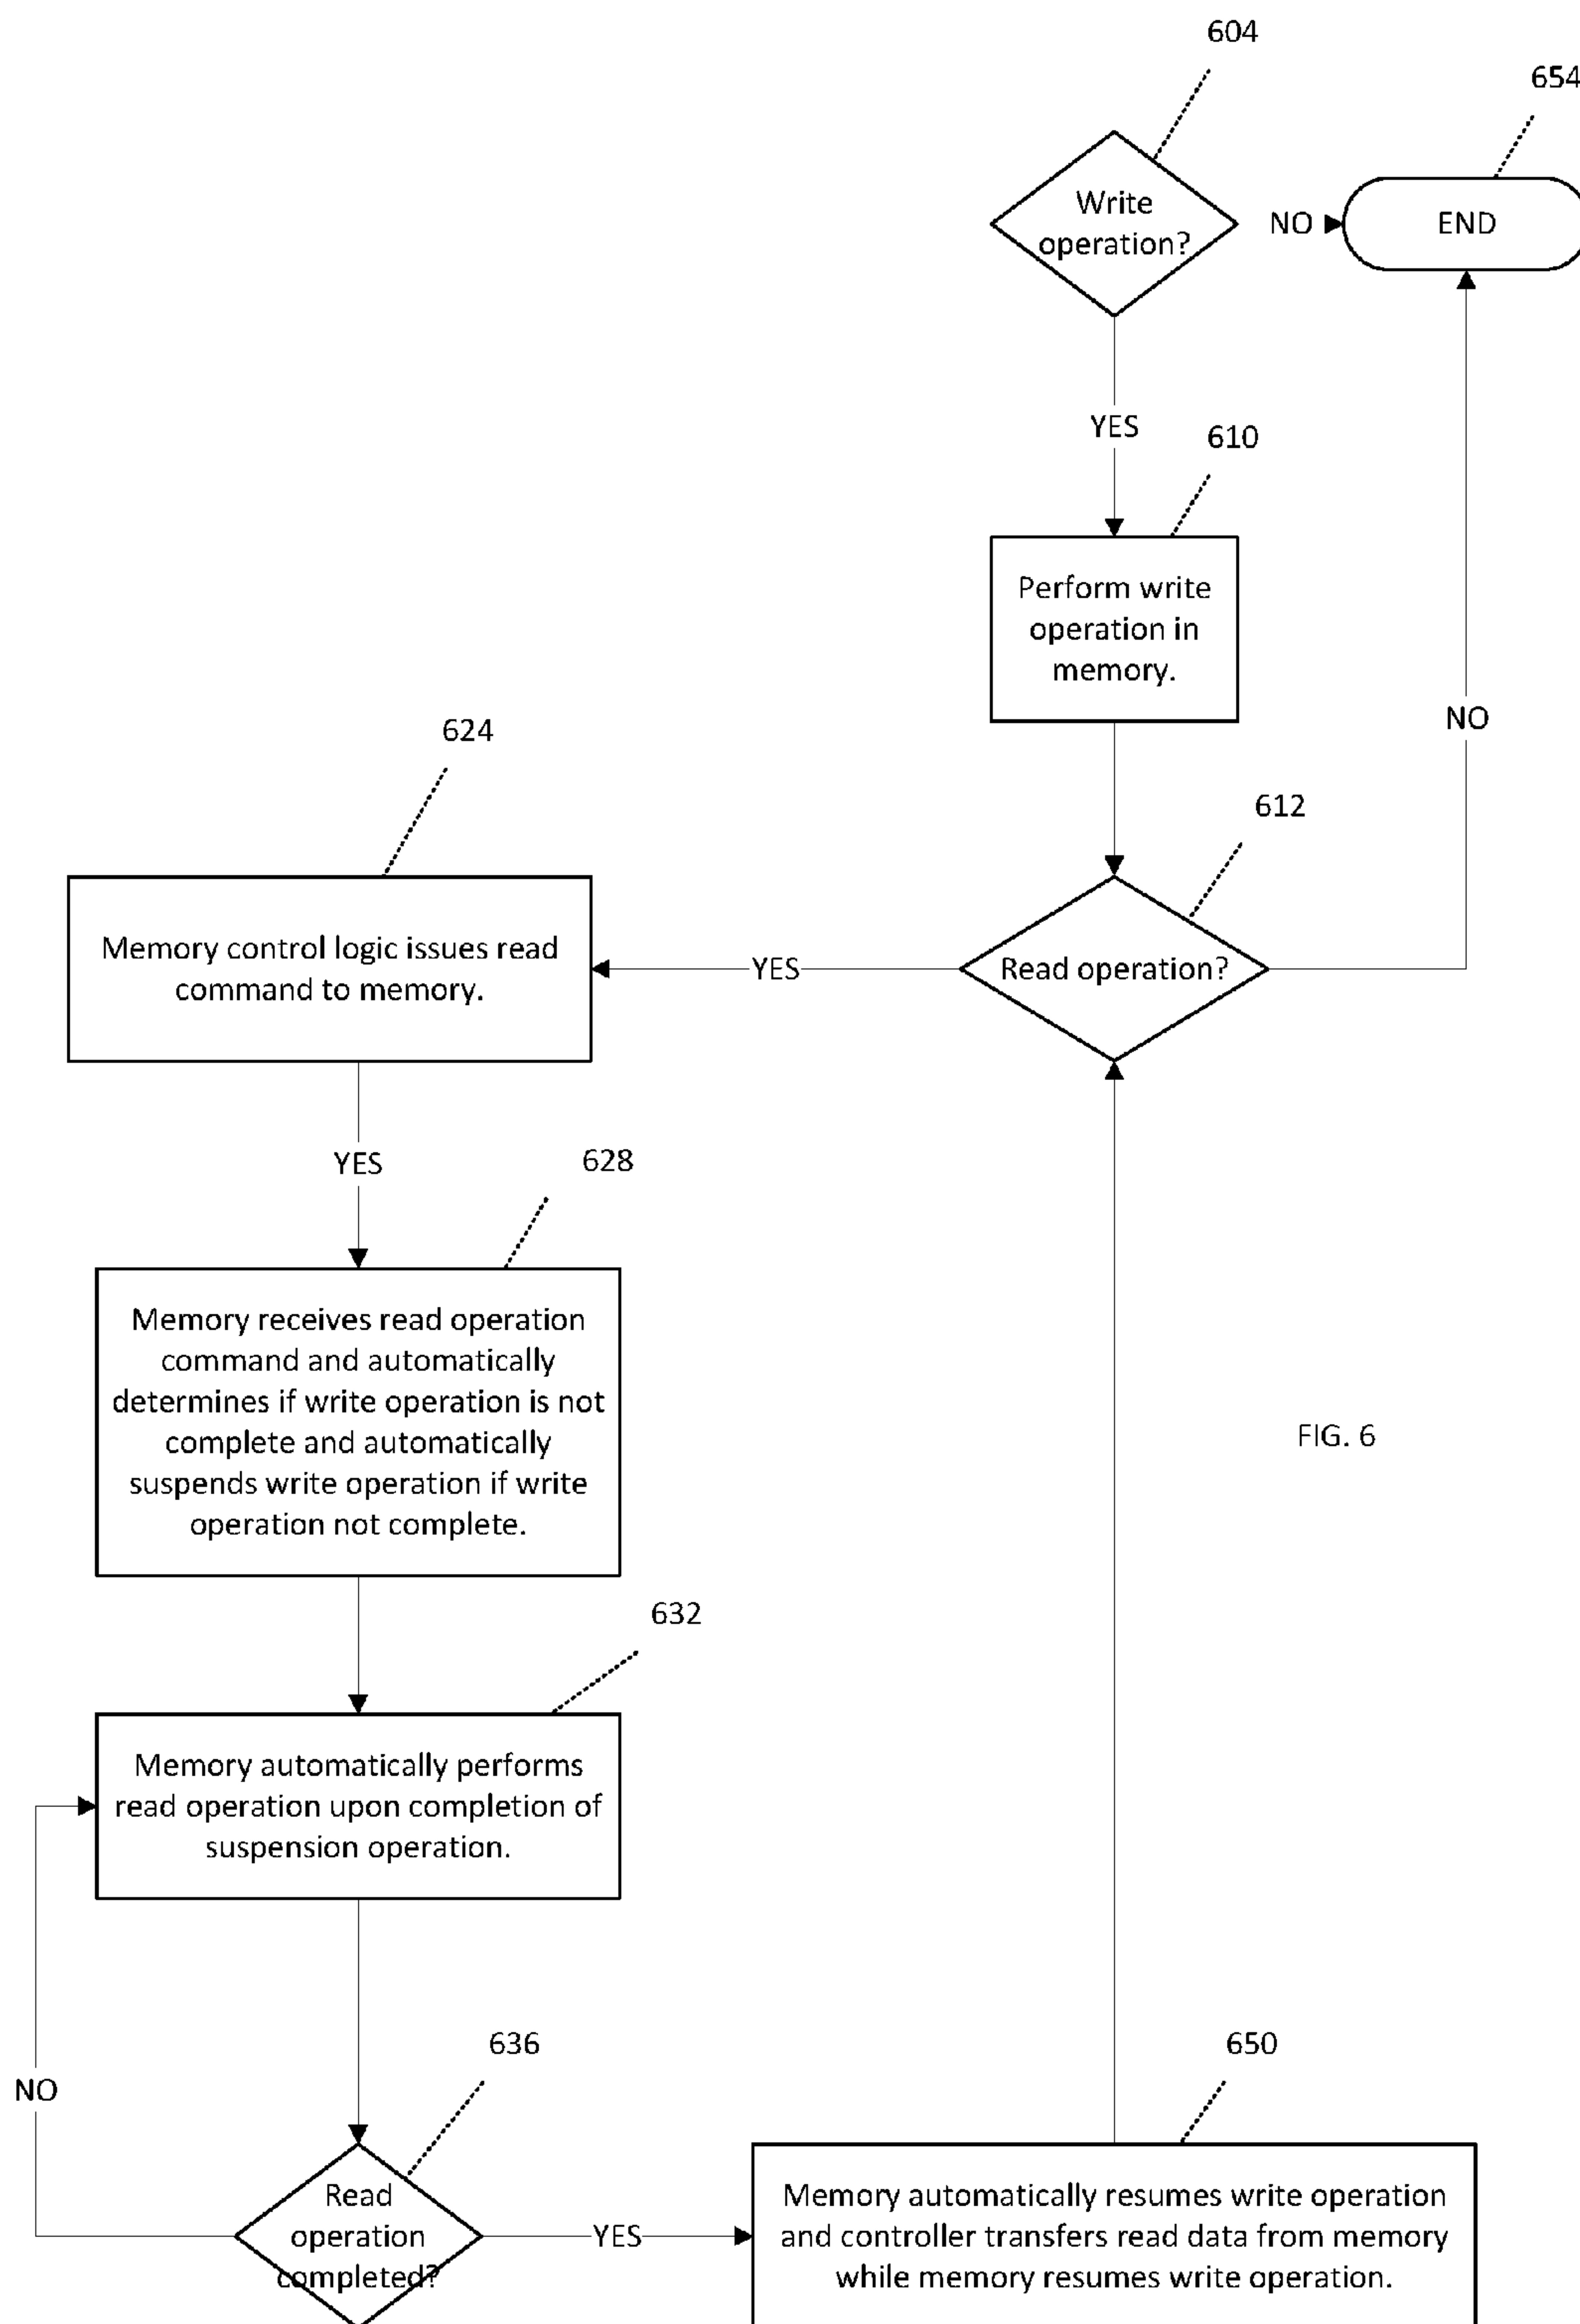 604
654
Write
operation?
NO
END
YES
610
Perform write
operation in
memory.
NO
624
612
Memory control logic issues read
command to memory.
YES
Read operation?
YES
628
Memory receives read operation
command and automatically
determines if write operation is not
complete and automatically
suspends write operation if write
operation not complete.
FIG. 6
632
Memory automatically performs
read operation upon completion of
suspension operation.
636
650
NO
Read
operation
completed?
YES
Memory automatically resumes write operation
and controller transfers read data from memory
while memory resumes write operation.